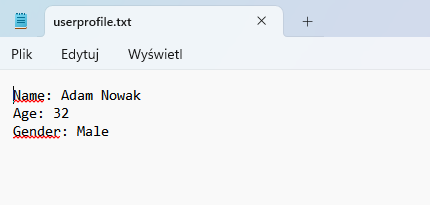 userprofile.txt
Plik Edytuj Wyświetl
Name: Adam Nowak
Age: 32
Gender: Male